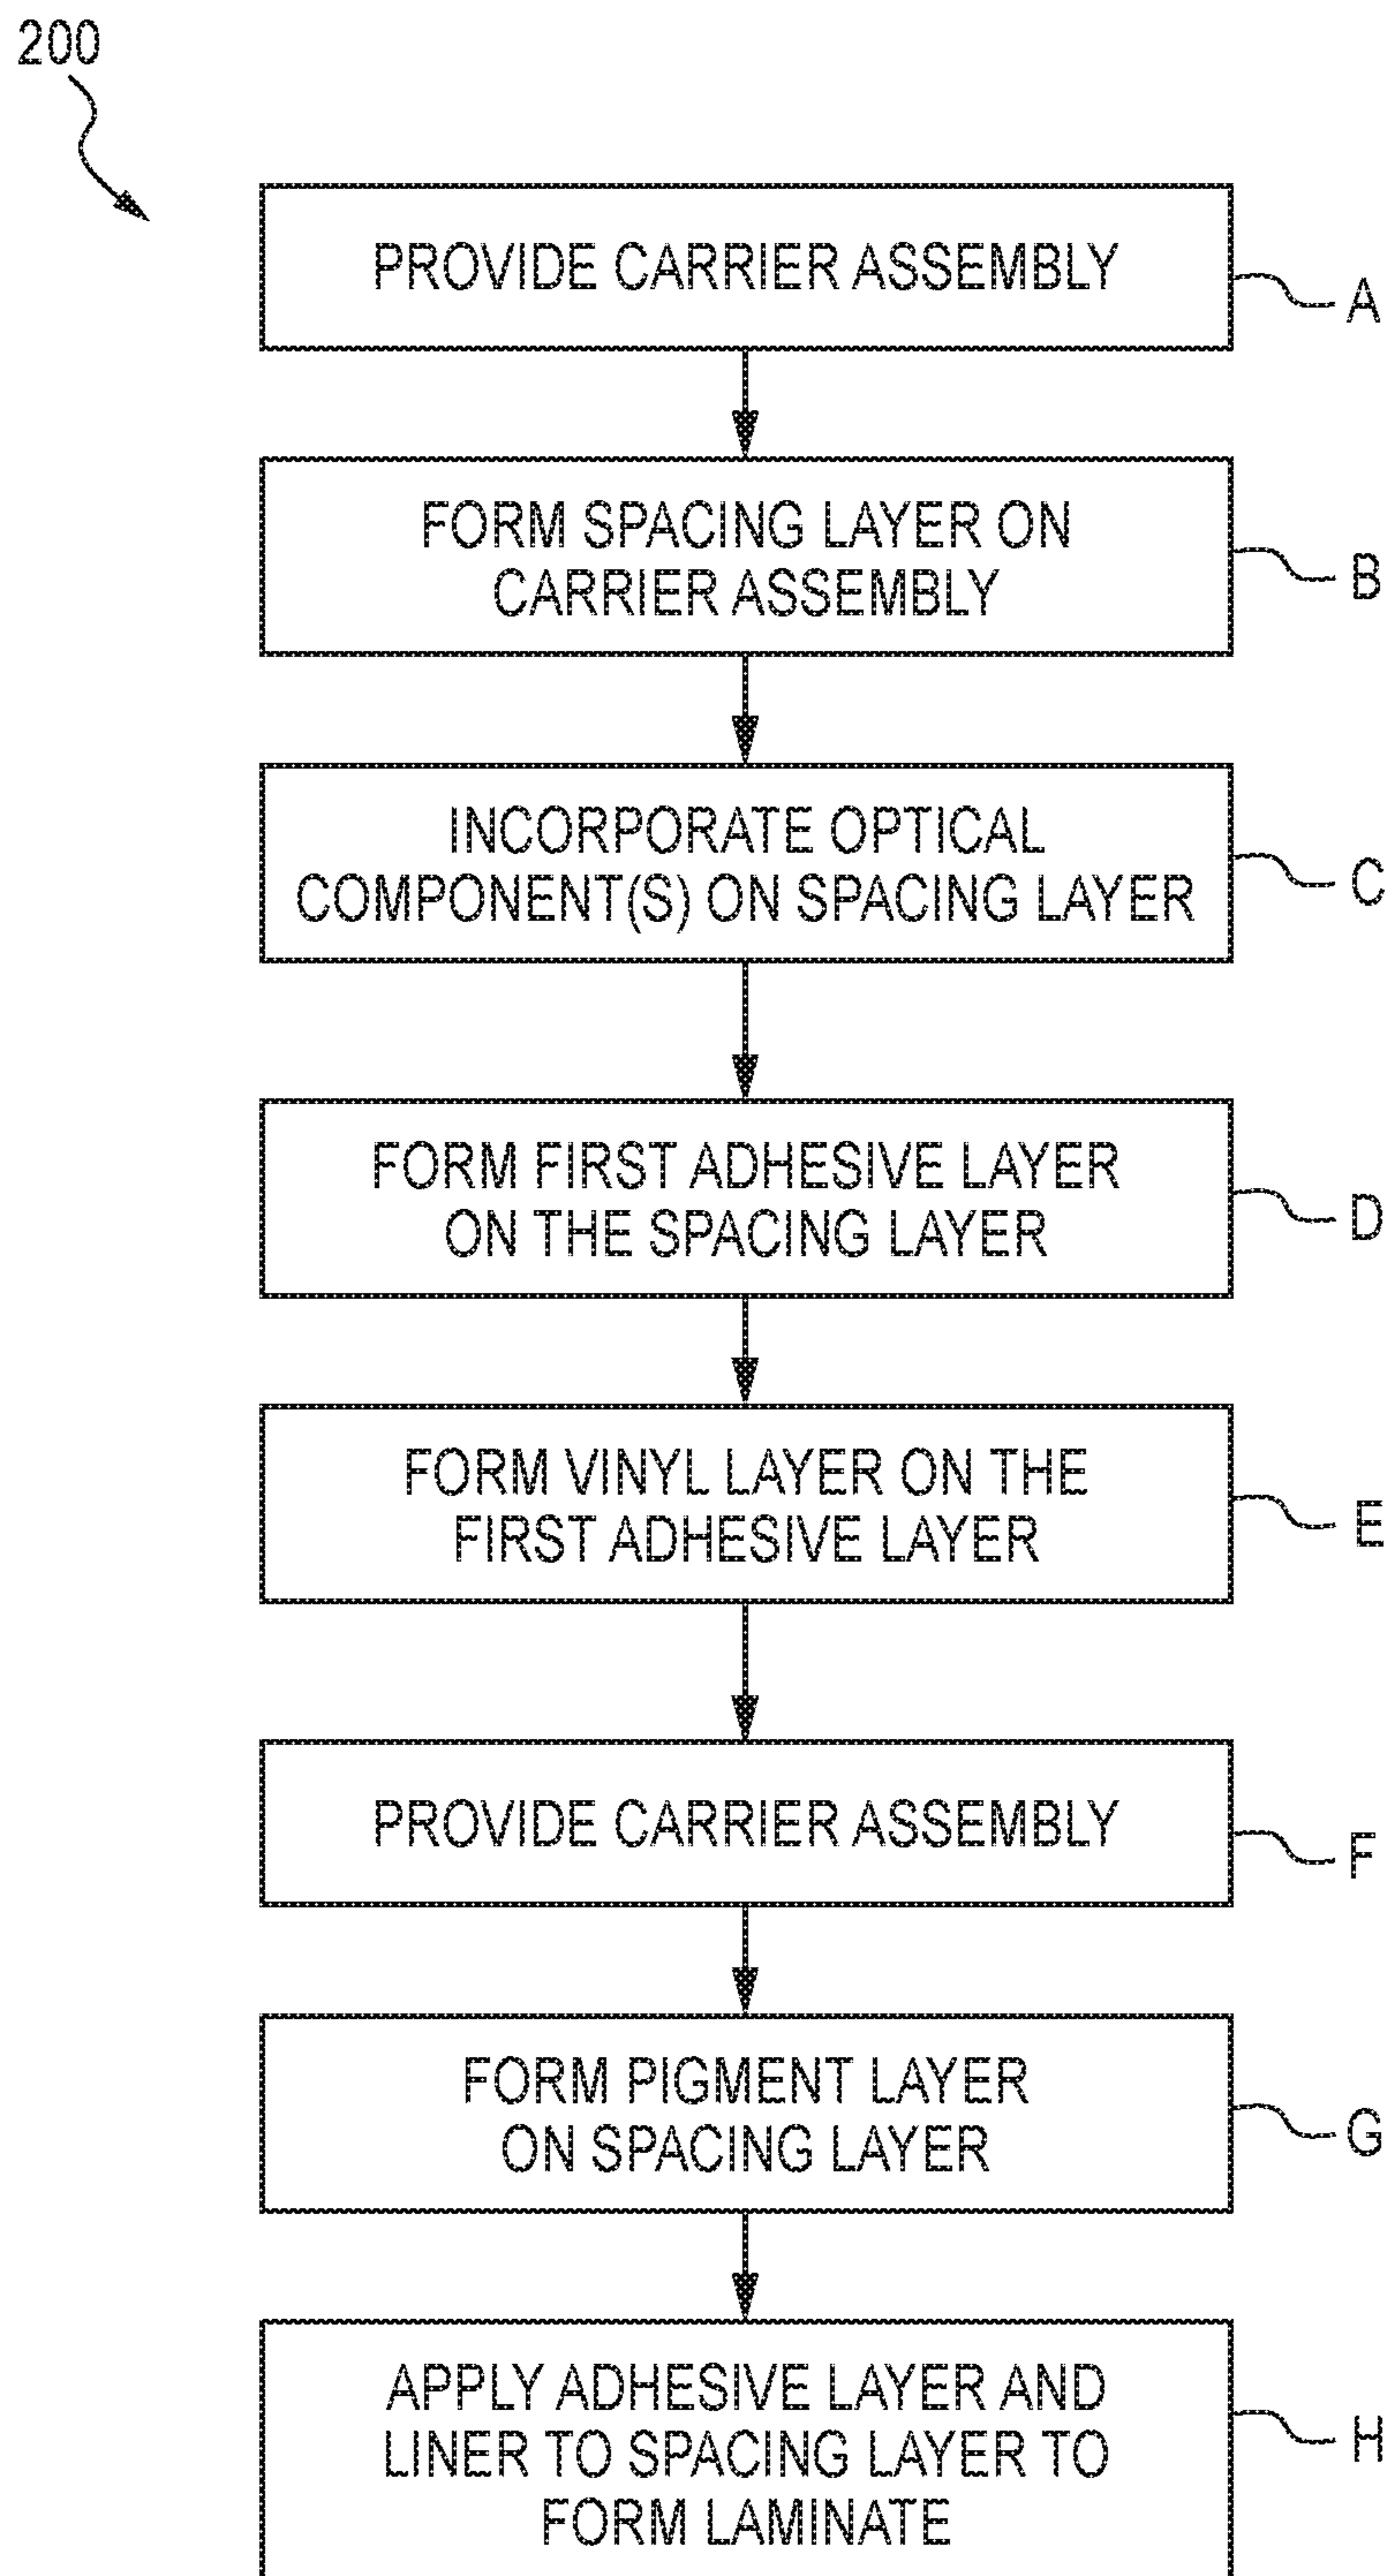 200
PROVIDE CARRIER ASSEMBLY
A
FORM SPACING LAYER ON
CARRIER ASSEMBLY
B
INCORPORATE OPTICAL
COMPONENT(S) ON SPACING LAYER
C
FORM FIRST ADHESIVE LAYER
ON THE SPACING LAYER
D
FORM VINYL LAYER ON THE
FIRST ADHESIVE LAYER
E
PROVIDE CARRIER ASSEMBLY
F
FORM PIGMENT LAYER
ON SPACING LAYER
G
APPLY ADHESIVE LAYER AND
LINER TO SPACING LAYER TO
FORM LAMINATE
H